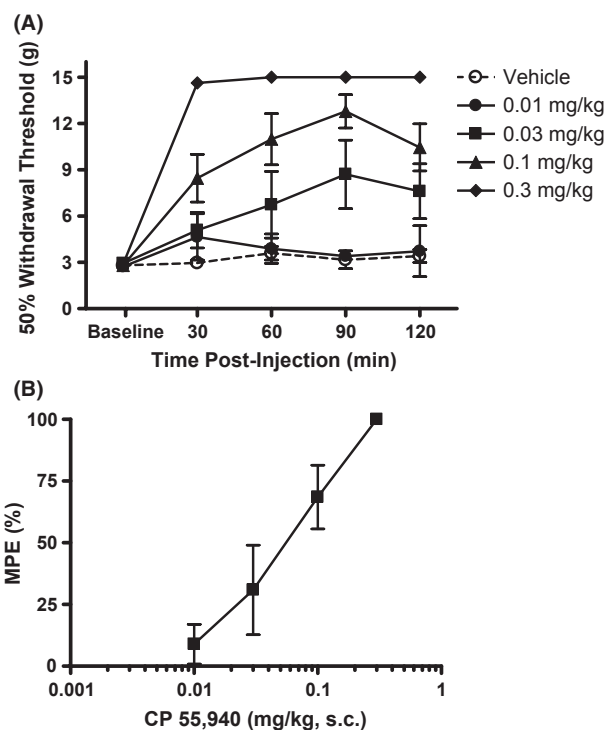 (A)
50% Withdrawal Threshold (g)
15
12
9
6
3
0
Baseline 30 60 90 120
Time Post-Injection (min)
Vehicle
0.01 mg/kg
0.03 mg/kg
0.1 mg/kg
0.3 mg/kg
(B)
MPE (%)
100
75
50
25
0
0.001 0.01 0.1 1
CP 55,940 (mg/kg, s.c.)